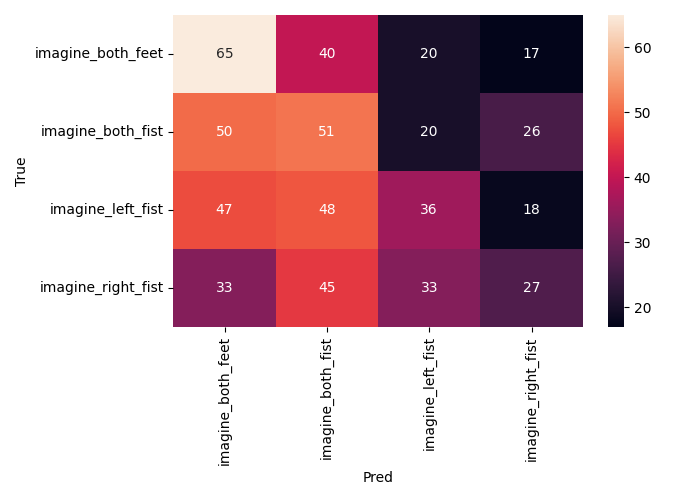 imagine_both_feet 65 40 20 17
imagine_both_fist 50 51 20 26
imagine_left_fist 47 48 36 18
imagine_right_fist 33 45 33 27
True
imagine_both_feet
imagine_both_fist
imagine_left_fist
imagine_right_fist
Pred
60
50
40
30
20